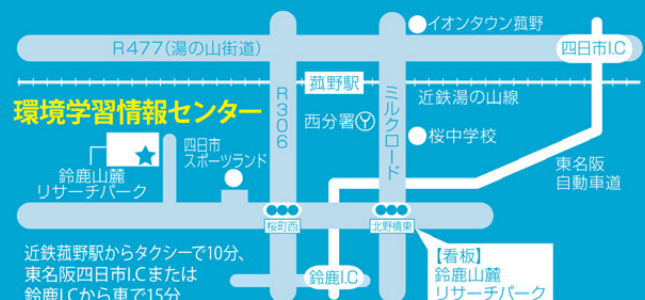 イオンタウン菰野
R477(湯の山街道)
四日市I.C
菰野駅
近鉄湯の山線
環境学習情報センター
R306
ミルクロード
西分署
桜中学校
四日市
スポーツランド
鈴鹿山麓
リサーチパーク
東名阪
自動車道
桜町西
北野橋東
近鉄菰野駅からタクシーで10分、
東名阪四日市I.Cまたは
鈴鹿I.Cから車で15分
鈴鹿I.C
【看板】
鈴鹿山麓
リサーチパーク